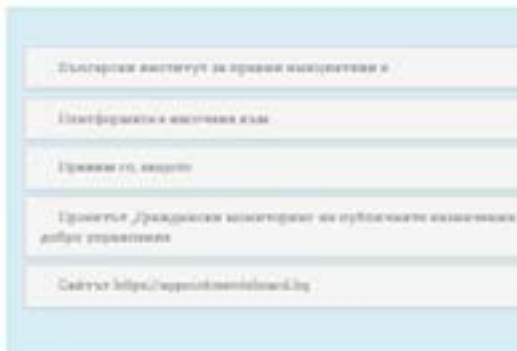 Български институт за правни инициативи е
Платформата е насочена към
Правим го, защото
Проектът „Граждански мониторинг на публичните назначения
добро управление
Сайтът https://appointmentsboard.bg